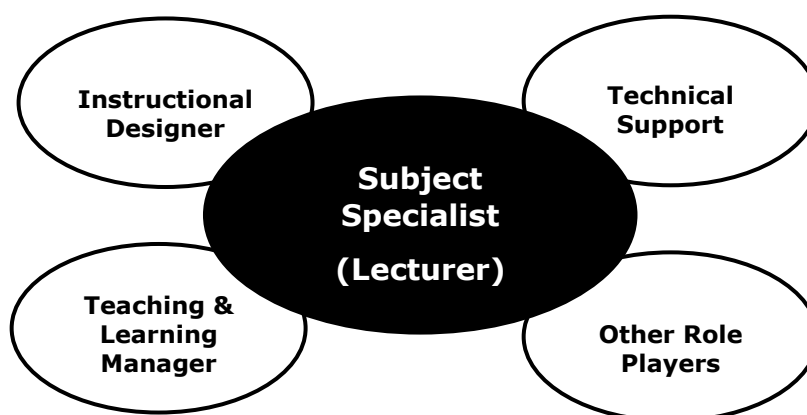 Instructional
Designer
Technical
Support
Subject
Specialist
(Lecturer)
Teaching &
Learning
Manager
Other Role
Players